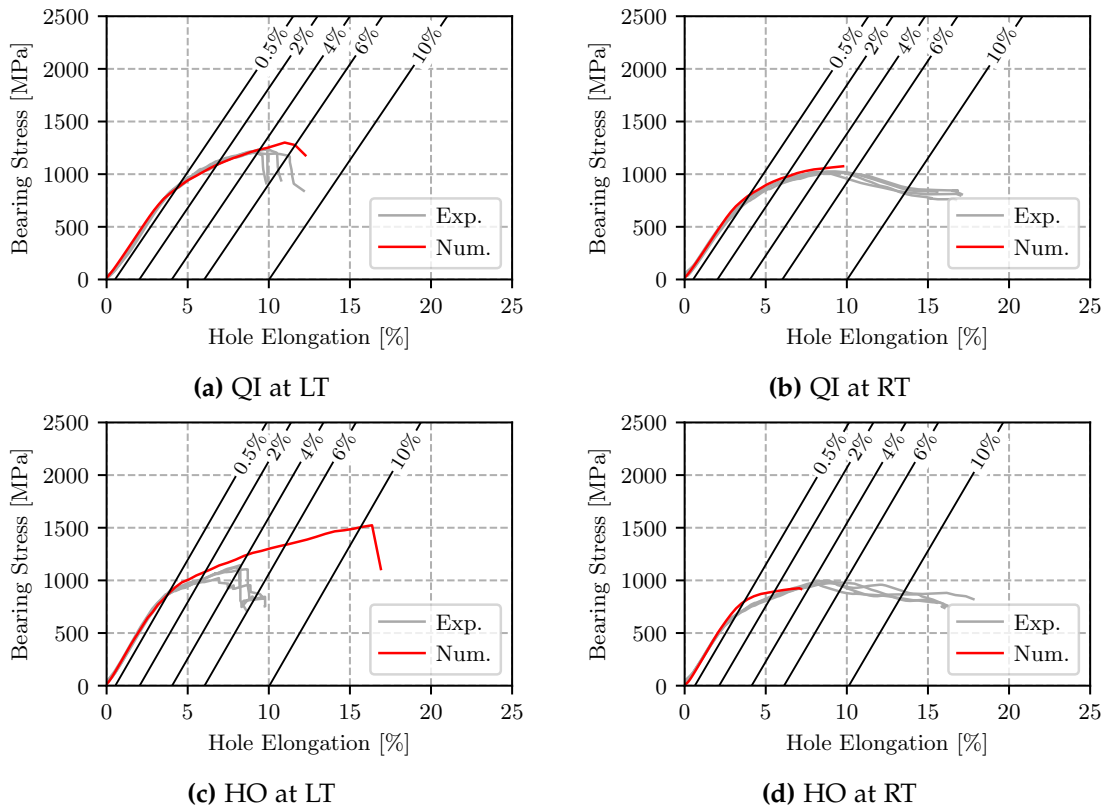 0.5% 2% 4% 6% 10%
2500
2000
1500
1000
500
0
Bearing Stress [MPa]
Exp.
Num.
0 5 10 15 20 25
Hole Elongation [%]
(a) QI at LT
0.5% 2% 4% 6% 10%
2500
2000
1500
1000
500
0
Bearing Stress [MPa]
Exp.
Num.
0 5 10 15 20 25
Hole Elongation [%]
(b) QI at RT
0.5% 2% 4% 6% 10%
2500
2000
1500
1000
500
0
Bearing Stress [MPa]
Exp.
Num.
0 5 10 15 20 25
Hole Elongation [%]
(c) HO at LT
0.5% 2% 4% 6% 10%
2500
2000
1500
1000
500
0
Bearing Stress [MPa]
Exp.
Num.
0 5 10 15 20 25
Hole Elongation [%]
(d) HO at RT